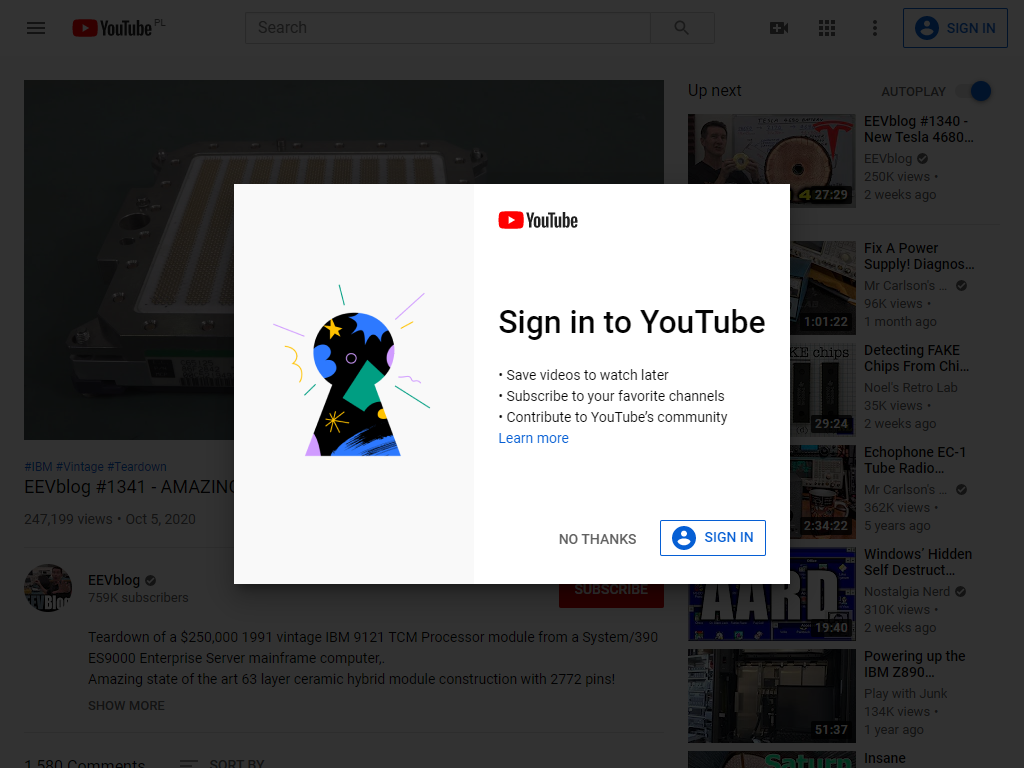 YouTube PL
Search
SIGN IN
Up next
AUTOPLAY
27:29
EEVblog #1340 -
New Tesla 4680...
EEVblog
250K views •
2 weeks ago
1:01:22
Fix A Power
Supply! Diagnos...
Mr Carlson's ...
96K views •
1 month ago
KE chips
29:24
Detecting FAKE
Chips From Chi...
Noel's Retro Lab
35K views •
2 weeks ago
2:34:22
Echophone EC-1
Tube Radio...
Mr Carlson's ...
362K views •
5 years ago
AARD
19:40
Windows' Hidden
Self Destruct...
Nostalgia Nerd
310K views •
2 weeks ago
51:37
Powering up the
IBM Z890...
Play with Junk
134K views •
1 year ago
Saturn
Insane
YouTube
Sign in to YouTube
• Save videos to watch later
• Subscribe to your favorite channels
• Contribute to YouTube's community
Learn more
NO THANKS
SIGN IN
#IBM #Vintage #Teardown
EEVblog #1341 - AMAZING
247,199 views • Oct 5, 2020
EEVblog
759K subscribers
SUBSCRIBE
Teardown of a $250,000 1991 vintage IBM 9121 TCM Processor module from a System/390
ES9000 Enterprise Server mainframe computer,.
Amazing state of the art 63 layer ceramic hybrid module construction with 2772 pins!
SHOW MORE
1,580 Comments
SORT BY